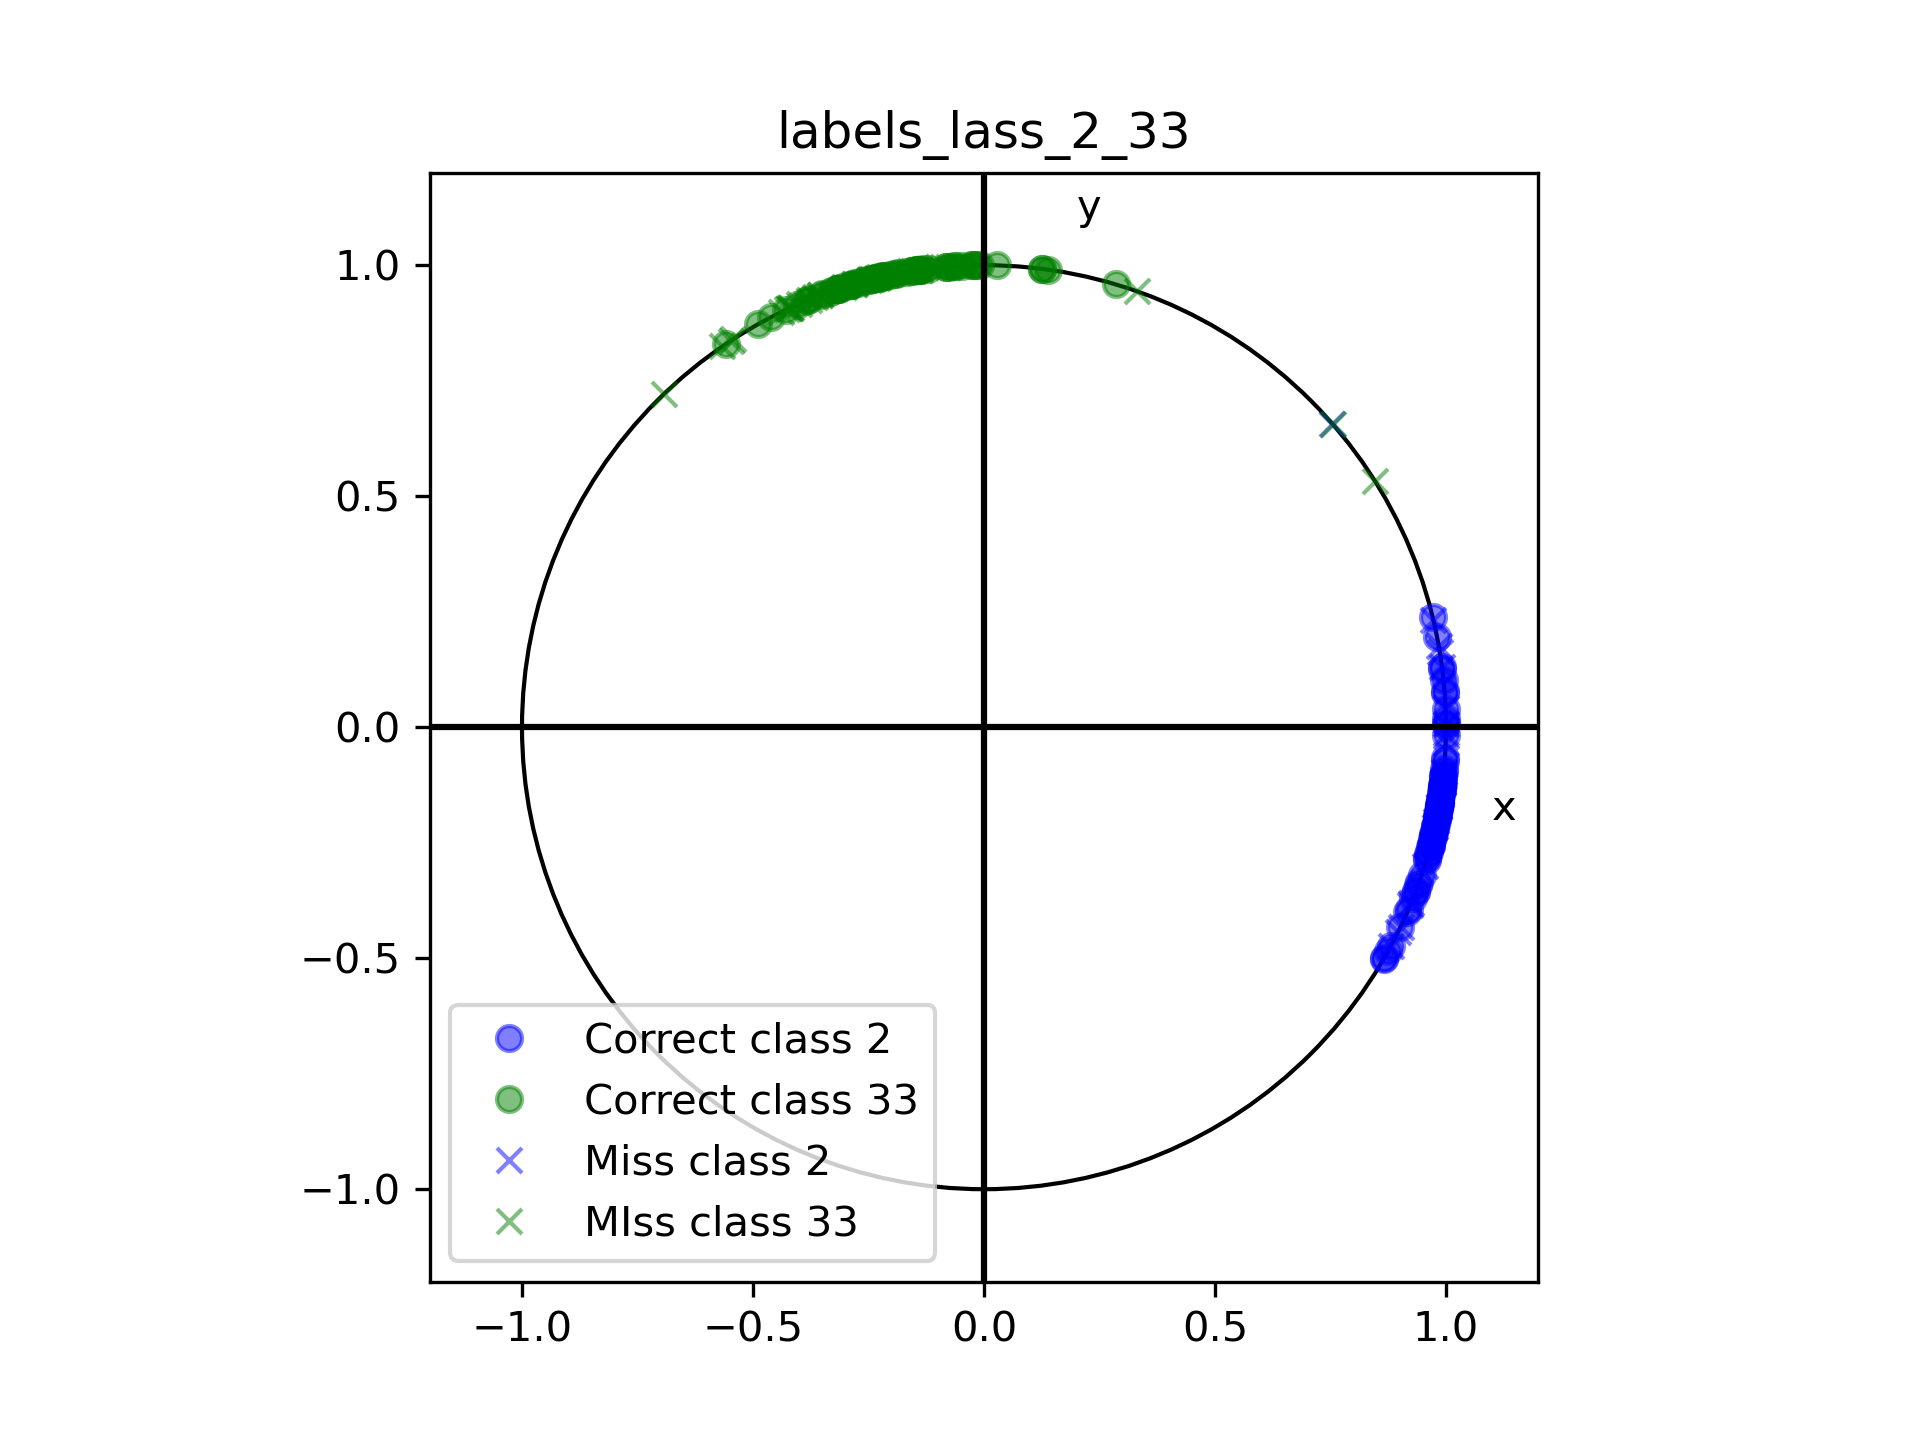 labels_lass_2_33
y
x
1.0
0.5
0.0
−0.5
−1.0
Correct class 2
Correct class 33
Miss class 2
MIss class 33
−1.0 −0.5 0.0 0.5 1.0